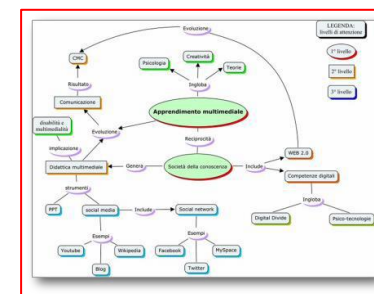 Evoluzione
LEGENDA:
livelli di attenzione
1° livello
2° livello
3° livello
CMC
Psicologia
Creatività
Teorie
Risultato
Ingloba
Comunicazione
Apprendimento multimediale
disabilità e
multimedialità
Evoluzione
Reciprocità
implicazione
WEB 2.0
Didattica multimediale
Genera
Società della conoscenza
Include
Competenze digitali
strumenti
Ingloba
PPT
social media
Include
Social network
Digital Divide
Psico-tecnologie
Esempi
Esempi
Youtube
Wikipedia
Facebook
MySpace
Blog
Twitter